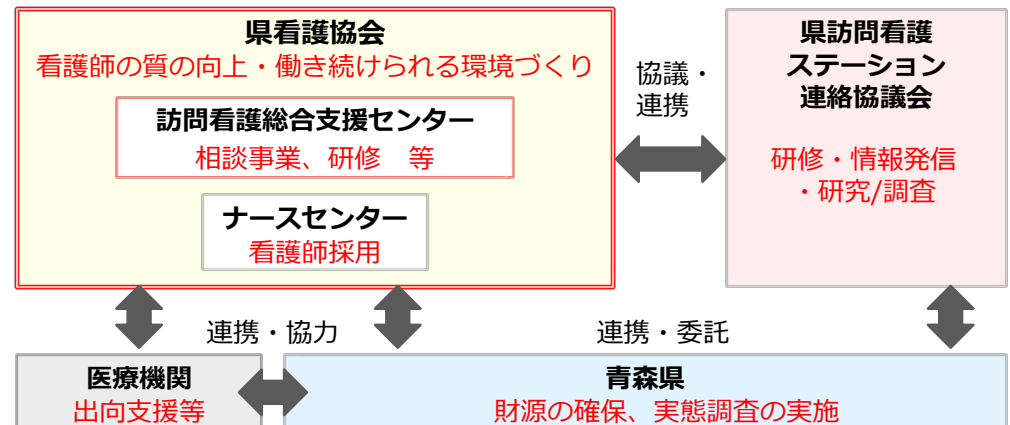 県看護協会
看護師の質の向上・働き続けられる環境づくり
訪問看護総合支援センター
相談事業、研修　等
ナースセンター
看護師採用
協議・
連携
県訪問看護
ステーション
連絡協議会
研修・情報発信
・研究/調査
連携・協力
連携・委託
医療機関
出向支援等
青森県
財源の確保、実態調査の実施